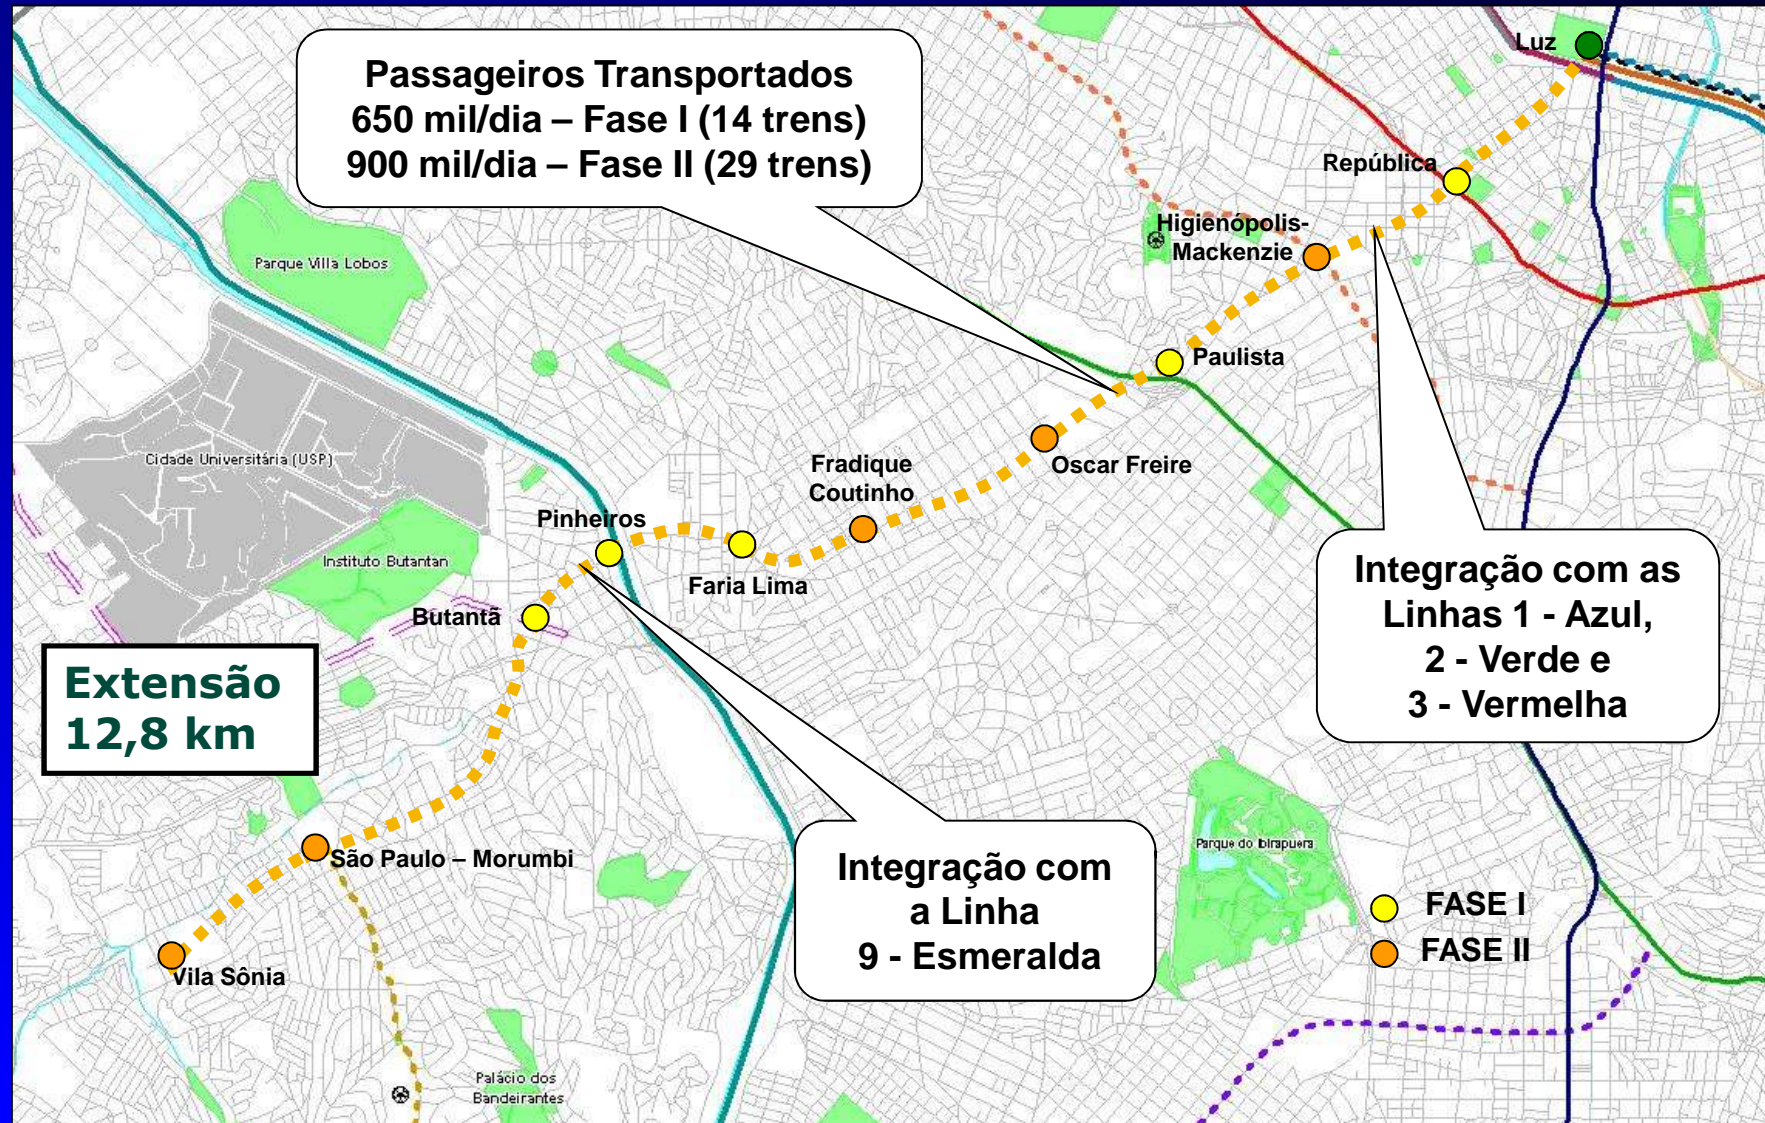 Passageiros Transportados
650 mil/dia – Fase I (14 trens)
900 mil/dia – Fase II (29 trens)
Luz
República
Higienópolis-
Mackenzie
Parque Villa Lobos
Paulista
Cidade Universitária (USP)
Fradique
Coutinho
Oscar Freire
Pinheiros
Instituto Butantan
Faria Lima
Butantã
Integração com as
Linhas 1 - Azul,
2 - Verde e
3 - Vermelha
Extensão
12,8 km
São Paulo – Morumbi
Parque do Ibirapuera
Integração com
a Linha
9 - Esmeralda
FASE I
FASE II
Vila Sônia
Palácio dos
Bandeirantes